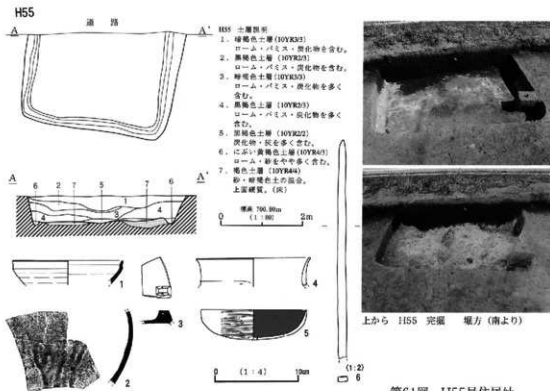 H55
道路
A A'
H55 土層説明
1. 暗褐色土層(10YR3/3)
ローム・パミス・炭化物を含む。
2. 黒褐色土層(10YR2/3)
ローム・パミス・炭化物を含む。
3. 暗褐色土層(10YR3/3)
ローム・パミス・炭化物を多く
含む。
4. 黒褐色土層(10YR2/3)
ローム・パミス・炭化物を多く
含む。
5. 黒褐色土層(10YR2/2)
炭化物・灰を多く含む。
6. にぶい黄褐色土層(10YR4/3)
ローム・砂をやや多く含む。
7. 褐色土層(10YR4/4)
砂・暗褐色土の混合。
上面硬質。(床)
A A'
6 2 7 5 7 6
1
4 3 4
標高 700.80m
0 (1:80) 2m
1
2
3
4
5
(1:2)
6
0 (1:4) 10cm
上から H55 完掘 堀方(南より)
第61図 H55号住居址